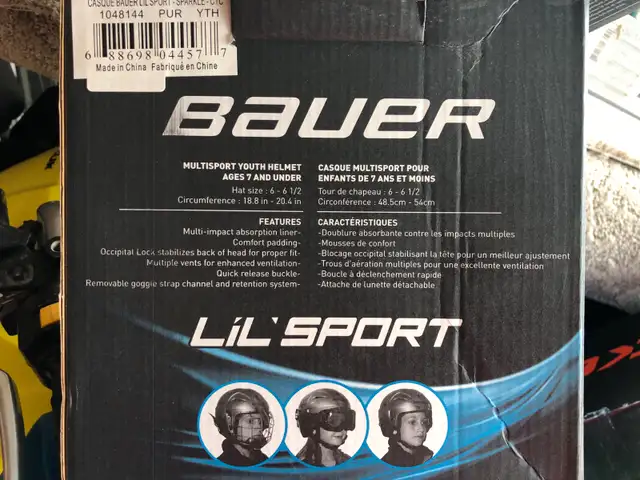 CASQUE BAUER LIL SPORT - SPARKLE - CTC
1048144 PUR YTH
6 88698 04457 7
Made in China Fabriqué en Chine
BAUER
MULTISPORT YOUTH HELMET
AGES 7 AND UNDER
Hat size : 6 - 6 1/2
Circumference : 18.8 in - 20.4 in
CASQUE MULTISPORT POUR
ENFANTS DE 7 ANS ET MOINS
Tour de chapeau : 6 - 6 1/2
Circonférence : 48.5cm - 54cm
FEATURES
Multi-impact absorption liner-
Comfort padding-
Occipital Lock stabilizes back of head for proper fit-
Multiple vents for enhanced ventilation-
Quick release buckle-
Removable goggle strap channel and retention system-
CARACTÉRISTIQUES
-Doublure absorbante contre les impacts multiples
-Mousses de confort
-Blocage occipital stabilisant la tête pour un meilleur ajustement
-Trous d'aération multiples pour une excellente ventilation
-Boucle à déclenchement rapide
-Attache de lunette détachable
LIL' SPORT